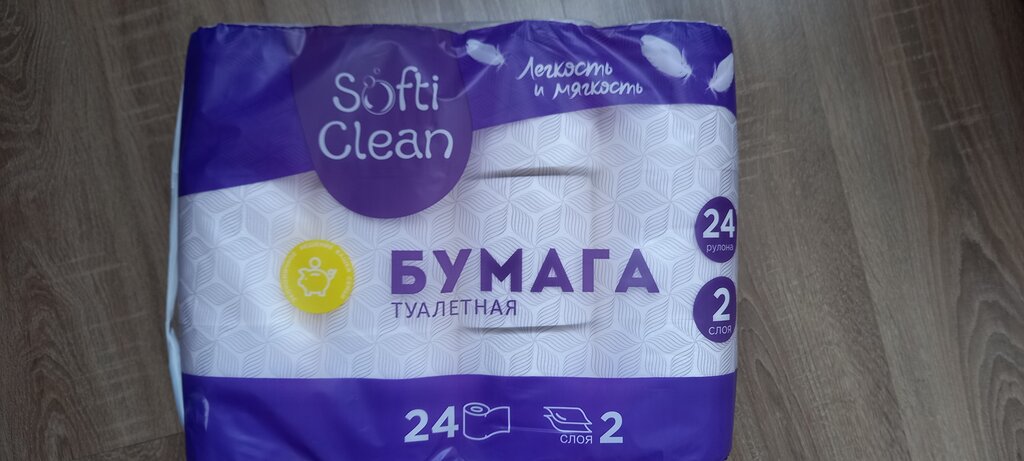 Softi
Clean
Легкость
и мягкость
24
рулона
2
слоя
БУМАГА
ТУАЛЕТНАЯ
24
слоя 2